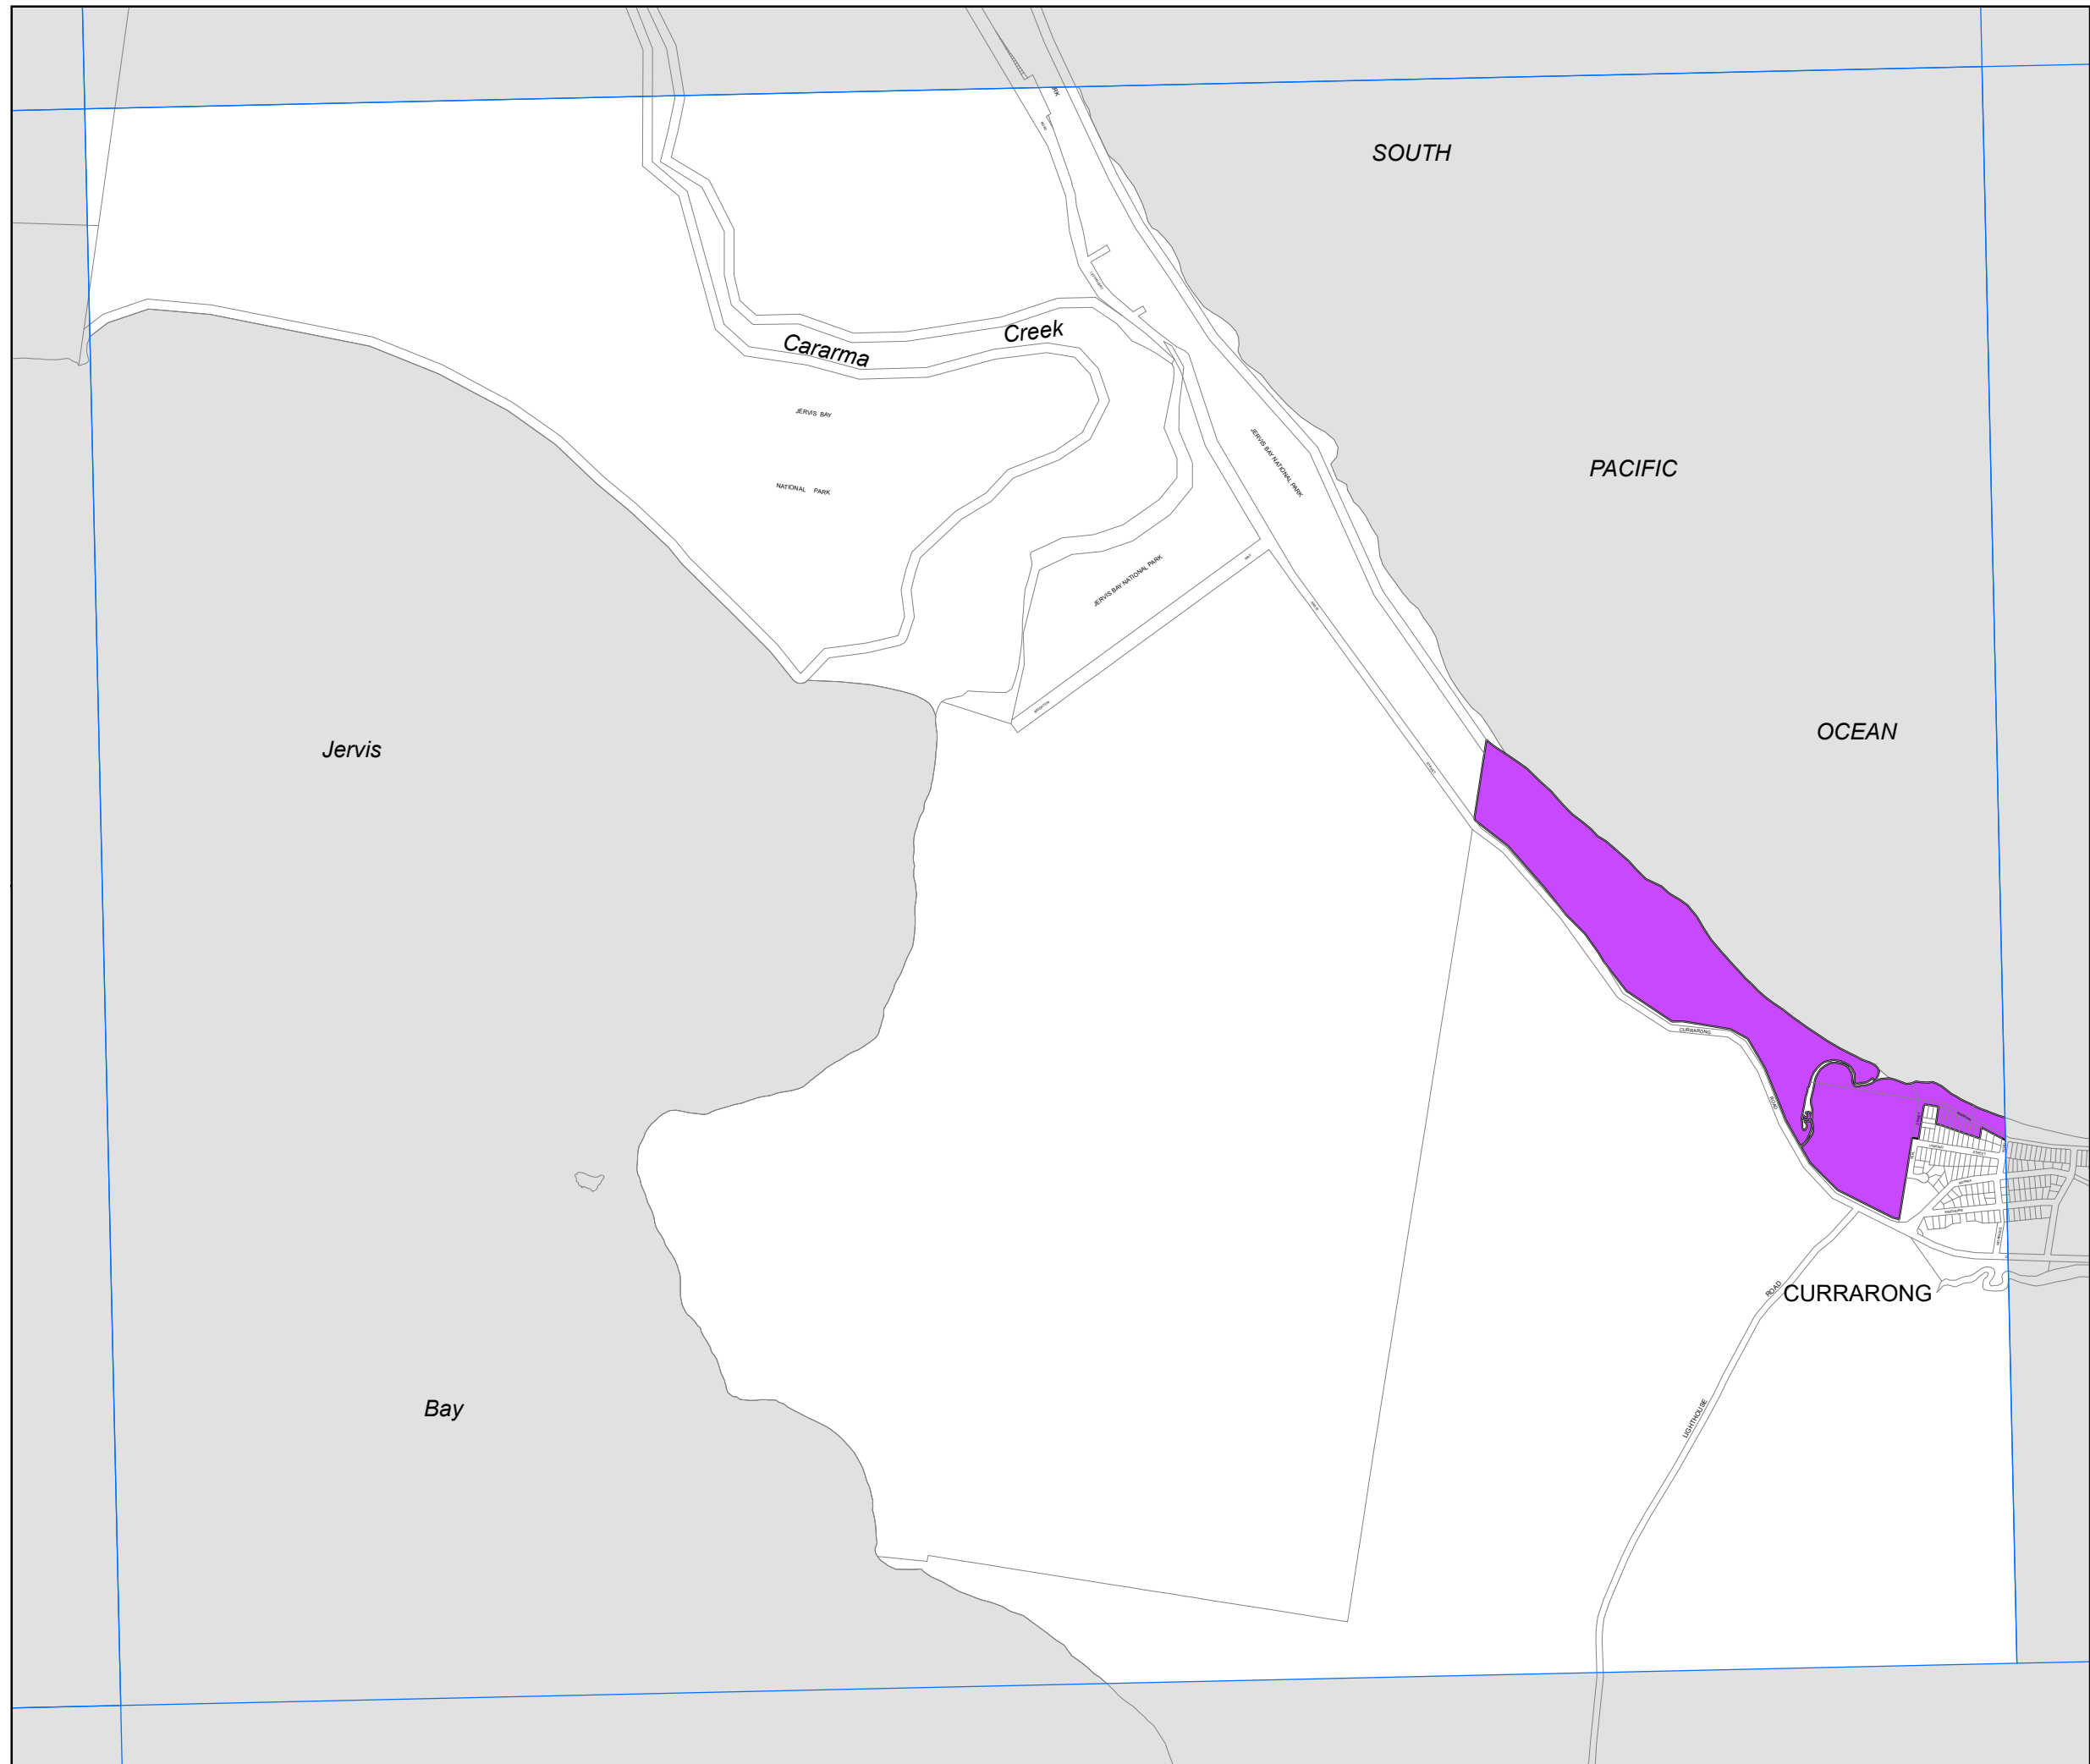 SOUTH
PACIFIC
OCEAN
Cararma
Creek
JERVIS BAY
NATIONAL PARK
JERVIS BAY NATIONAL PARK
JERVIS BAY NATIONAL PARK
Jervis
Bay
CURRARONG
ROAD
CURRARONG
ROAD
LIGHTHOUSE